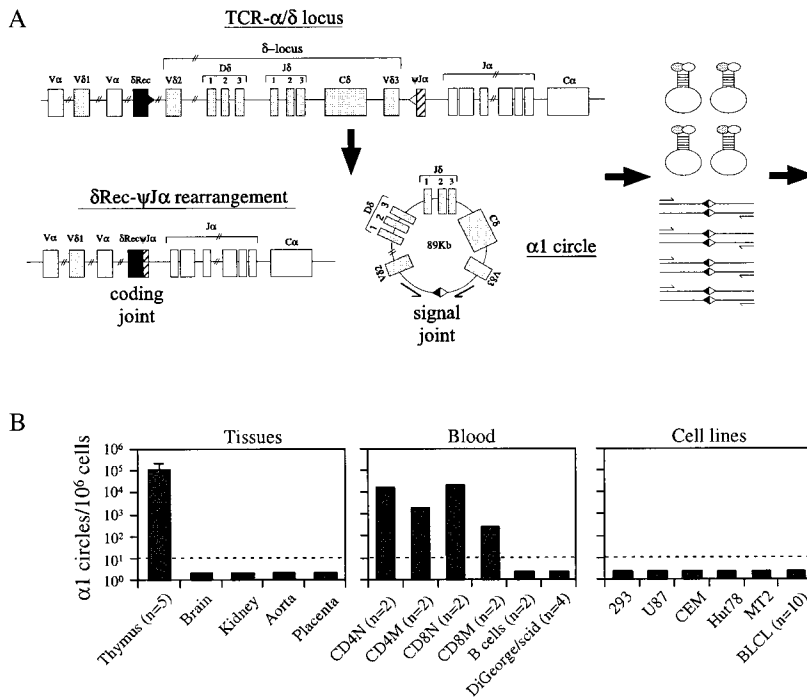 A
TCR-α/δ locus
δ-locus
Vα Vδ1 Vα δRec Vδ2 Dδ 1 2 3 Jδ 1 2 3 Cδ Vδ3 ψJα Jα Cα
δRec-ψJα rearrangement
Vα Vδ1 Vα δRecψJα Jα Cα
coding
joint
Jδ
1 2 3
Dδ
1 2 3
Cδ
89Kb
Vδ2
Vδ3
α1 circle
signal
joint
B
Tissues Blood Cell lines
α1 circles/10⁶ cells
10⁶
10⁵
10⁴
10³
10²
10¹
10⁰
Thymus (n=5)
Brain
Kidney
Aorta
Placenta
CD4N (n=2)
CD4M (n=2)
CD8N (n=2)
CD8M (n=2)
B cells (n=2)
DiGeorge/scid (n=4)
293
U87
CEM
Hut78
MT2
BLCL (n=10)